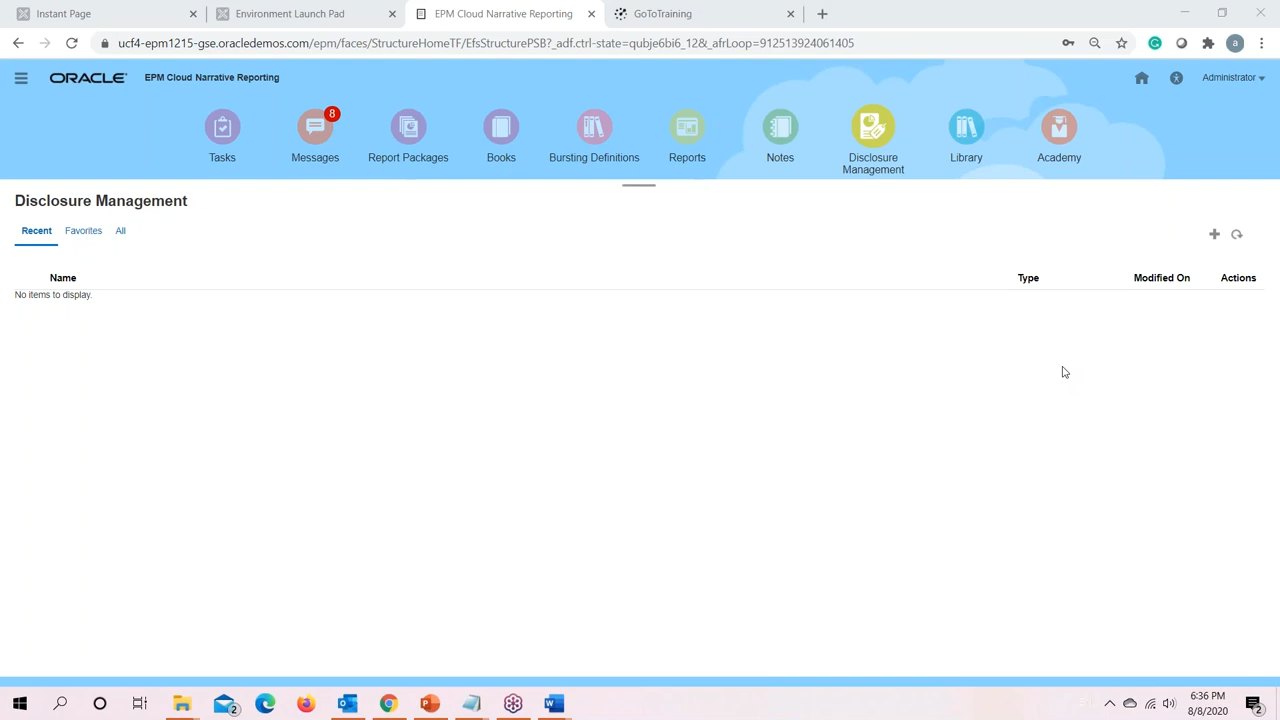 Instant Page
Environment Launch Pad
EPM Cloud Narrative Reporting
GoToTraining
ucf4-epm1215-gse.oracledemos.com/epm/faces/StructureHomeTF/EfsStructurePSB?_adf.ctrl-state=qubje6bi6_12&_afrLoop=912513924061405
a
ORACLE
EPM Cloud Narrative Reporting
Administrator
8
Tasks
Messages
Report Packages
Books
Bursting Definitions
Reports
Notes
Disclosure
Management
Library
Academy
Disclosure Management
Recent
Favorites
All
Name
Type
Modified On
Actions
No items to display.
2
6:36 PM
8/8/2020
2